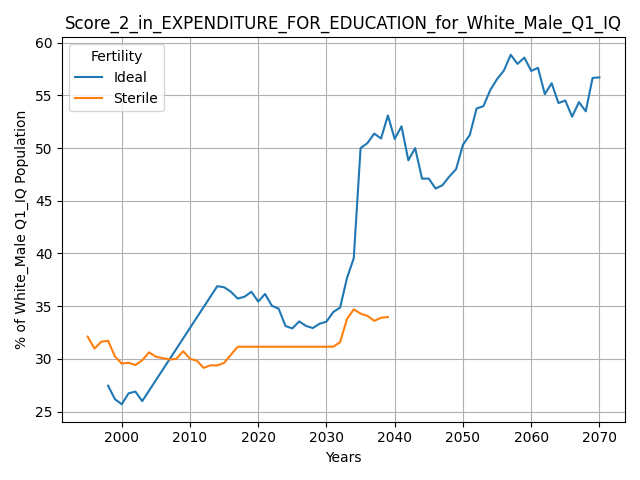 Score_2_in_EXPENDITURE_FOR_EDUCATION_for_White_Male_Q1_IQ
Fertility
Ideal
Sterile
60
55
50
45
40
35
30
25
% of White_Male Q1_IQ Population
2000 2010 2020 2030 2040 2050 2060 2070
Years